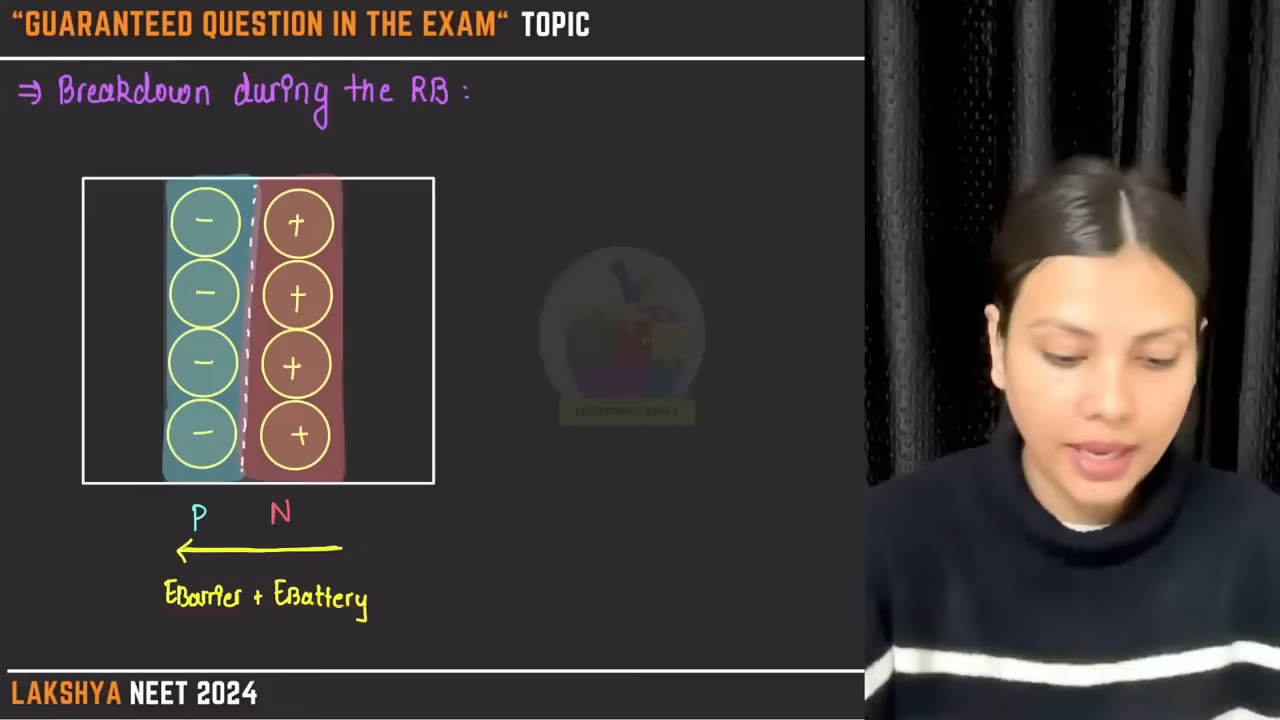 “GUARANTEED QUESTION IN THE EXAM“ TOPIC
⇒ Breakdown during the RB :
- +
- +
- +
- +
P N
EBarrier + EBattery
LAKSHYA NEET 2024